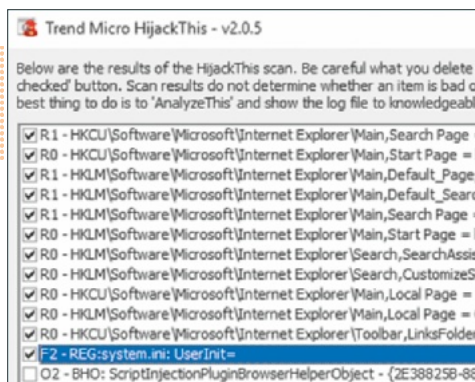 Trend Micro HijackThis - v2.0.5
Below are the results of the HijackThis scan. Be careful what you delete
checked' button. Scan results do not determine whether an item is bad o
best thing to do is to 'AnalyzeThis' and show the log file to knowledgeabl
R1 - HKCU\Software\Microsoft\Internet Explorer\Main,Search Page
R0 - HKCU\Software\Microsoft\Internet Explorer\Main,Start Page =
R1 - HKLM\Software\Microsoft\Internet Explorer\Main,Default_Page
R1 - HKLM\Software\Microsoft\Internet Explorer\Main,Default_Searc
R1 - HKLM\Software\Microsoft\Internet Explorer\Main,Search Page =
R0 - HKLM\Software\Microsoft\Internet Explorer\Main,Start Page =
R0 - HKLM\Software\Microsoft\Internet Explorer\Search,SearchAssis
R0 - HKLM\Software\Microsoft\Internet Explorer\Search,CustomizeS
R0 - HKCU\Software\Microsoft\Internet Explorer\Main,Local Page =
R0 - HKLM\Software\Microsoft\Internet Explorer\Main,Local Page =
R0 - HKCU\Software\Microsoft\Internet Explorer\Toolbar,LinksFolder
F2 - REG:system.ini: UserInit=
O2 - BHO: ScriptInjectionPluginBrowserHelperObject - {2E38825B-8